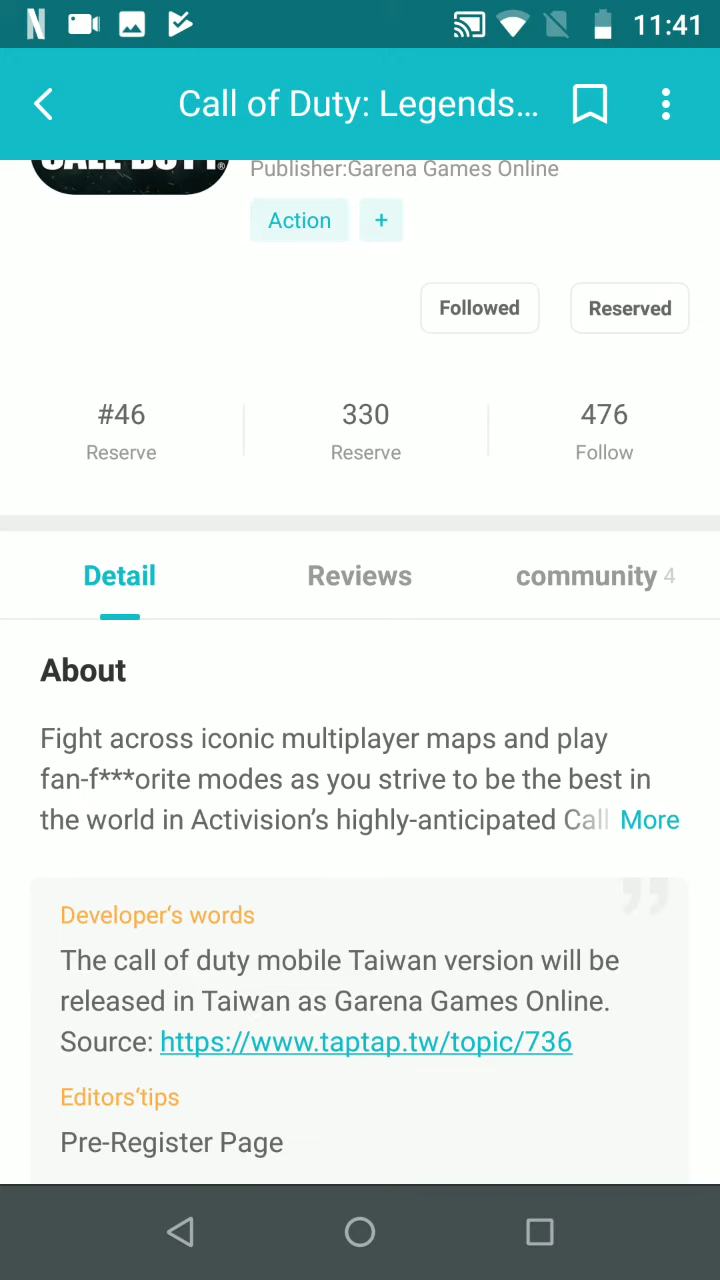 11:41
Call of Duty: Legends...
CALL DUTY®
Publisher:Garena Games Online
Action
+
Followed
Reserved
#46
330
476
Reserve
Reserve
Follow
Detail
Reviews
community 4
About
Fight across iconic multiplayer maps and play
fan-f***orite modes as you strive to be the best in
the world in Activision’s highly-anticipated Call More
Developer‘s words
The call of duty mobile Taiwan version will be
released in Taiwan as Garena Games Online.
Source: https://www.taptap.tw/topic/736
Editors‘tips
Pre-Register Page